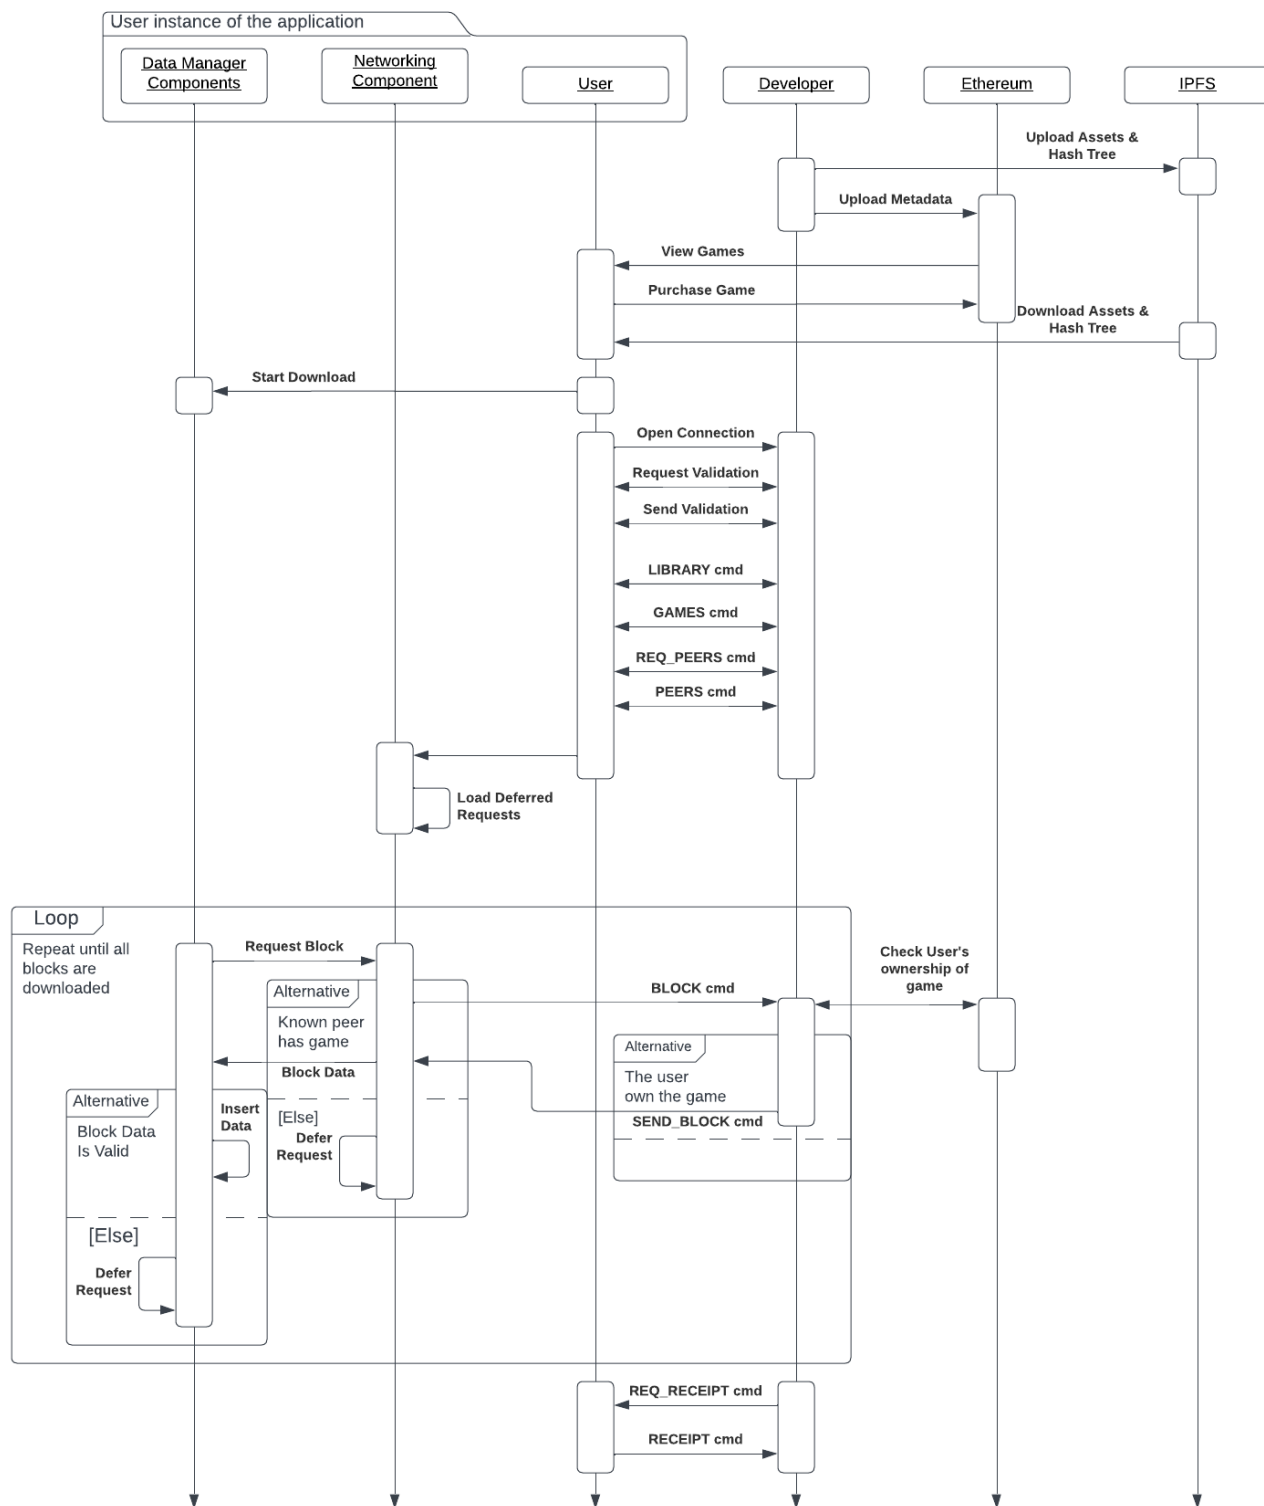 User instance of the application
Data Manager
Components
Networking
Component
User
Developer
Ethereum
IPFS
Upload Assets &
Hash Tree
Upload Metadata
View Games
Purchase Game
Download Assets &
Hash Tree
Start Download
Open Connection
Request Validation
Send Validation
LIBRARY cmd
GAMES cmd
REQ_PEERS cmd
PEERS cmd
Load Deferred
Requests
Loop
Repeat until all
blocks are
downloaded
Request Block
Check User's
ownership of
game
Alternative
Known peer
has game
BLOCK cmd
Alternative
The user
own the game
Block Data
Alternative
Block Data
Is Valid
Insert
Data
[Else]
Defer
Request
SEND_BLOCK cmd
[Else]
Defer
Request
REQ_RECEIPT cmd
RECEIPT cmd